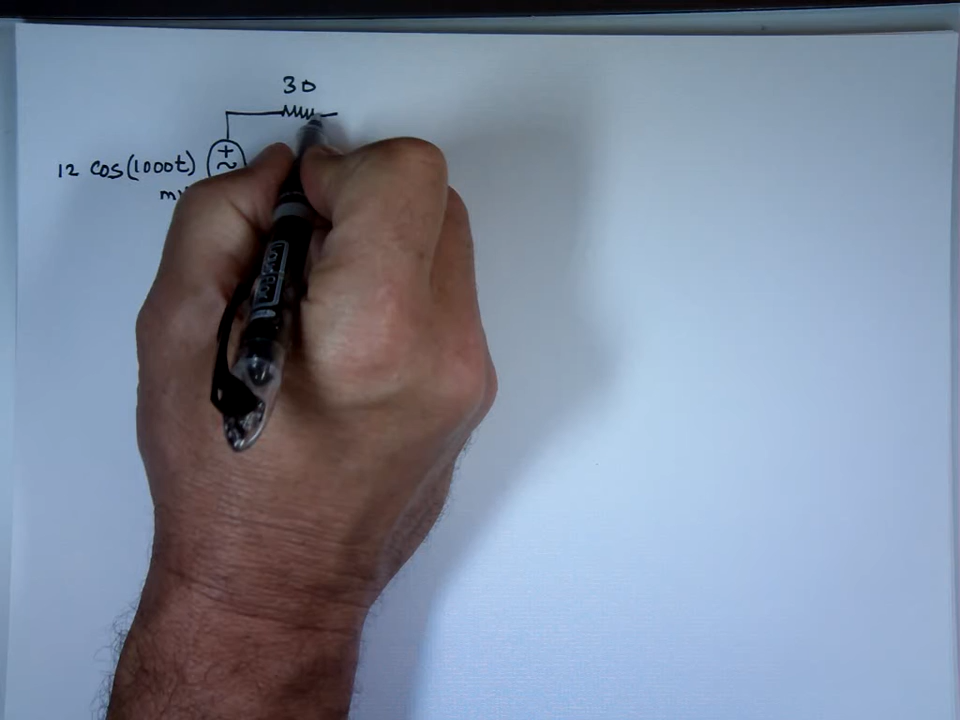 30
+
~
12 cos(1000t)